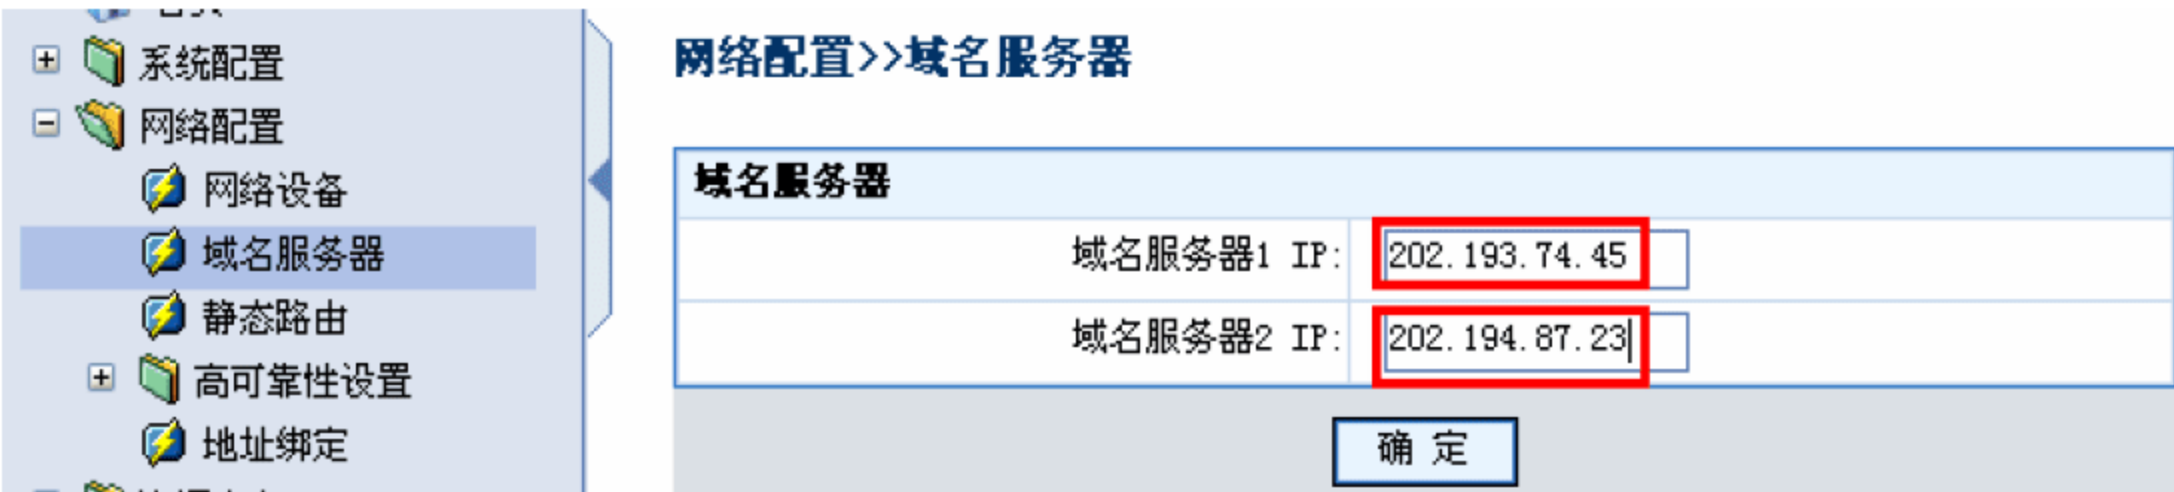 系统配置
网络配置
网络设备
域名服务器
静态路由
高可靠性设置
地址绑定
网络配置>>域名服务器
域名服务器
域名服务器1 IP: 202.193.74.45
域名服务器2 IP: 202.194.87.23
确 定